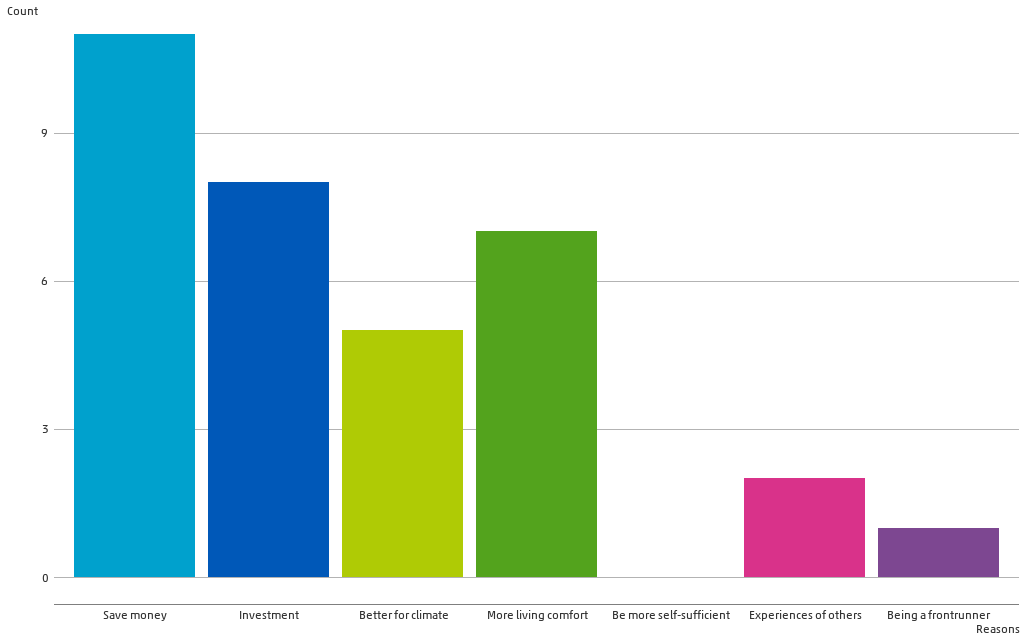 Count
9
6
3
0
Save money
Investment
Better for climate
More living comfort
Be more self-sufficient
Experiences of others
Being a frontrunner
Reasons